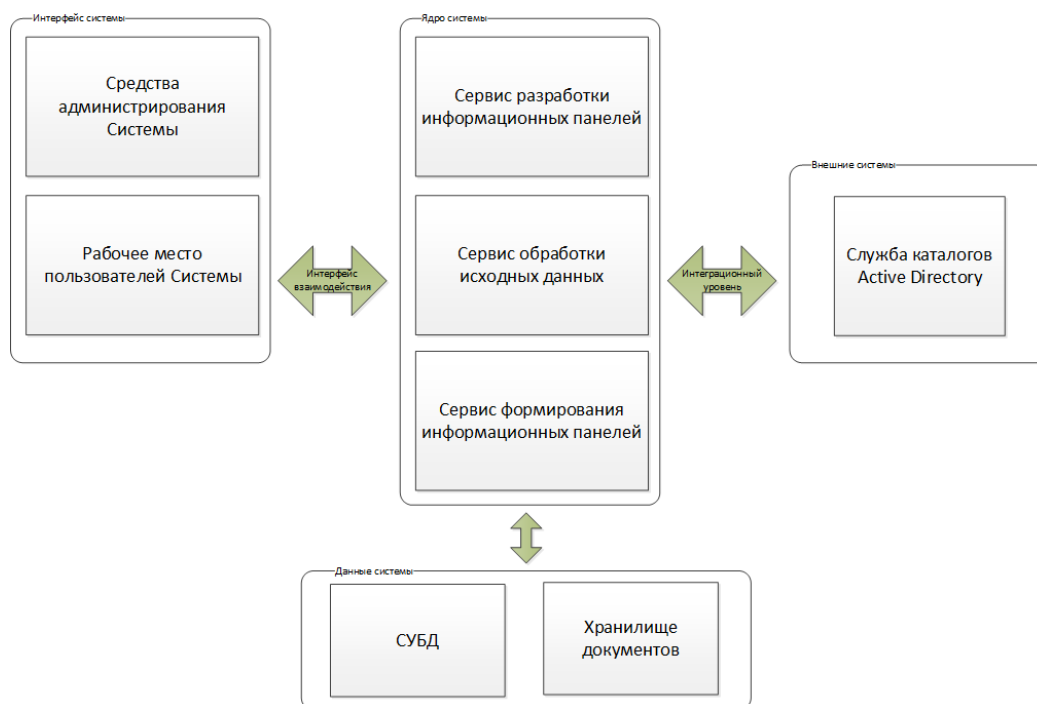 Интерфейс системы
Средства
администрирования
Системы
Рабочее место
пользователей Системы
Интерфейс
взаимодействия
Ядро системы
Сервис разработки
информационных панелей
Сервис обработки
исходных данных
Сервис формирования
информационных панелей
Интеграционный
уровень
Внешние системы
Служба каталогов
Active Directory
Данные системы
СУБД
Хранилище
документов